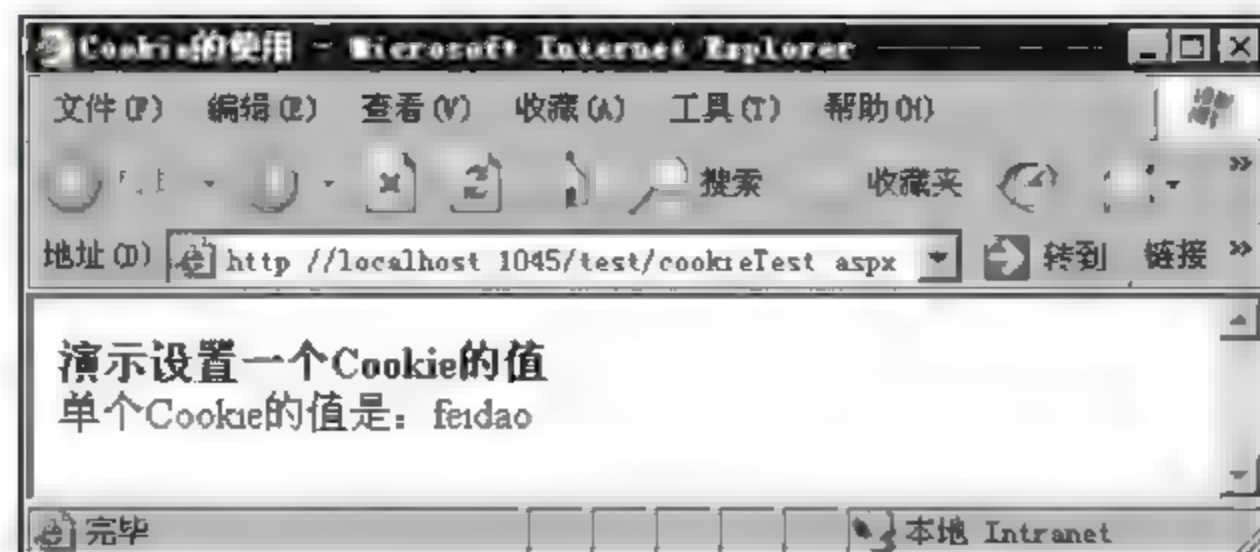 Cookie的使用 - Microsoft Internet Explorer
文件(F) 编辑(E) 查看(V) 收藏(A) 工具(T) 帮助(H)
搜索 收藏夹 »
地址(D) http //localhost 1045/test/cookieTest aspx 转到 链接 »
演示设置一个Cookie的值
单个Cookie的值是：feidao
完毕 本地 Intranet